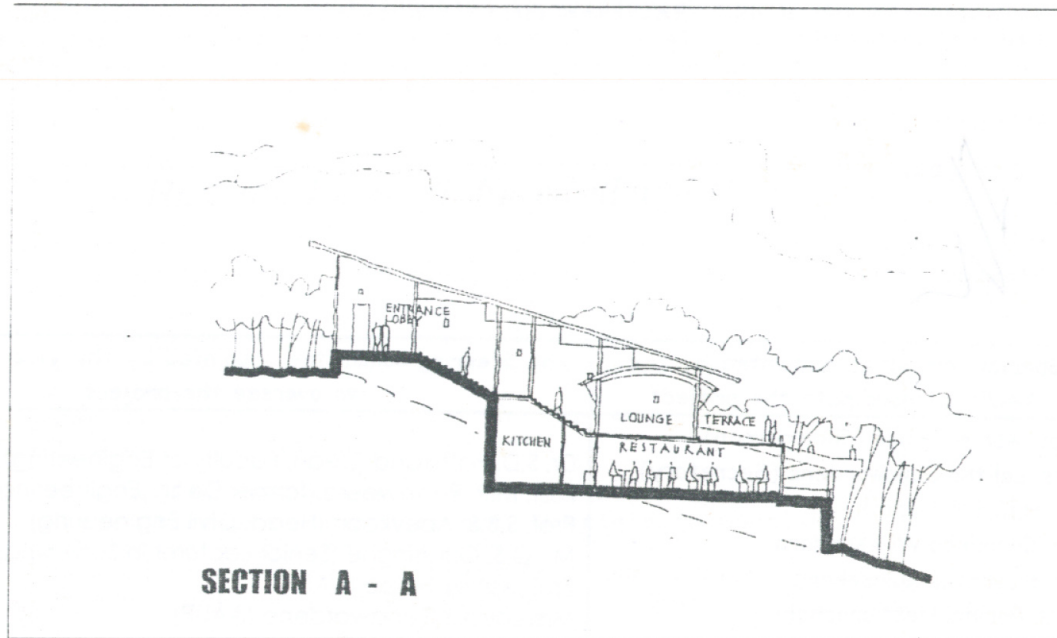 ENTRANCE
LOBBY
LOUNGE
TERRACE
KITCHEN
RESTAURANT
SECTION A - A